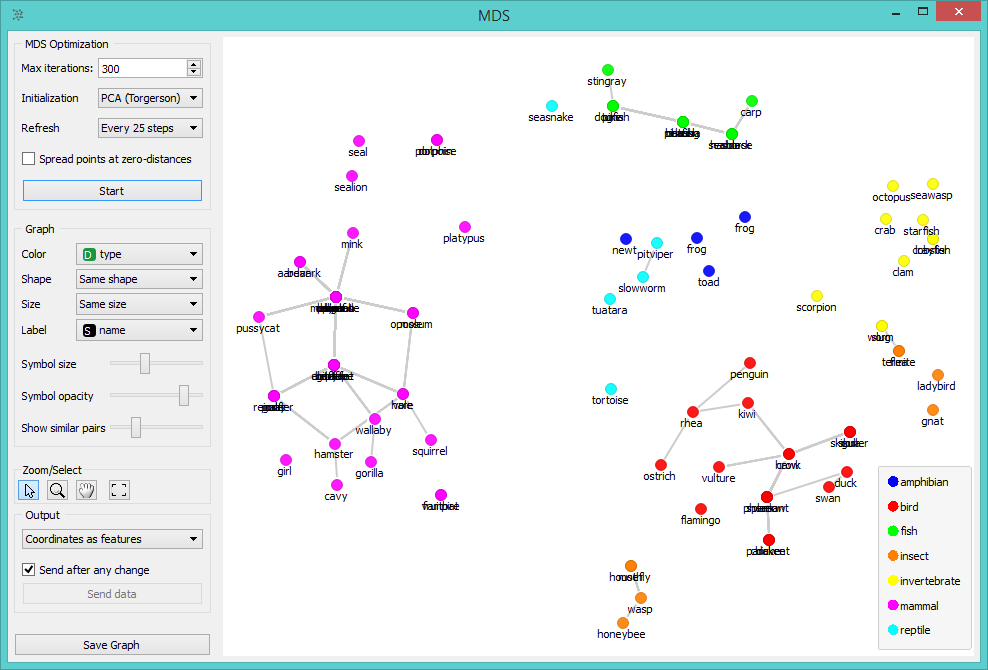 MDS
MDS Optimization
Max iterations: 300
Initialization PCA (Torgerson)
Refresh Every 25 steps
Spread points at zero-distances
Start
Graph
Color D type
Shape Same shape
Size Same size
Label S name
Symbol size
Symbol opacity
Show similar pairs
Zoom/Select
Output
Coordinates as features
Send after any change
Send data
Save Graph
stingray
seasnake
carp
seal
sealion
octopus
seawasp
crab
starfish
clam
mink
platypus
newt
pitviper
frog
frog
toad
slowworm
tuatara
scorpion
pussycat
opossum
ladybird
gnat
penguin
tortoise
rhea
kiwi
wallaby
hamster
squirrel
girl
gorilla
cavy
ostrich
vulture
duck
swan
flamingo
wasp
honeybee
amphibian
bird
fish
insect
invertebrate
mammal
reptile